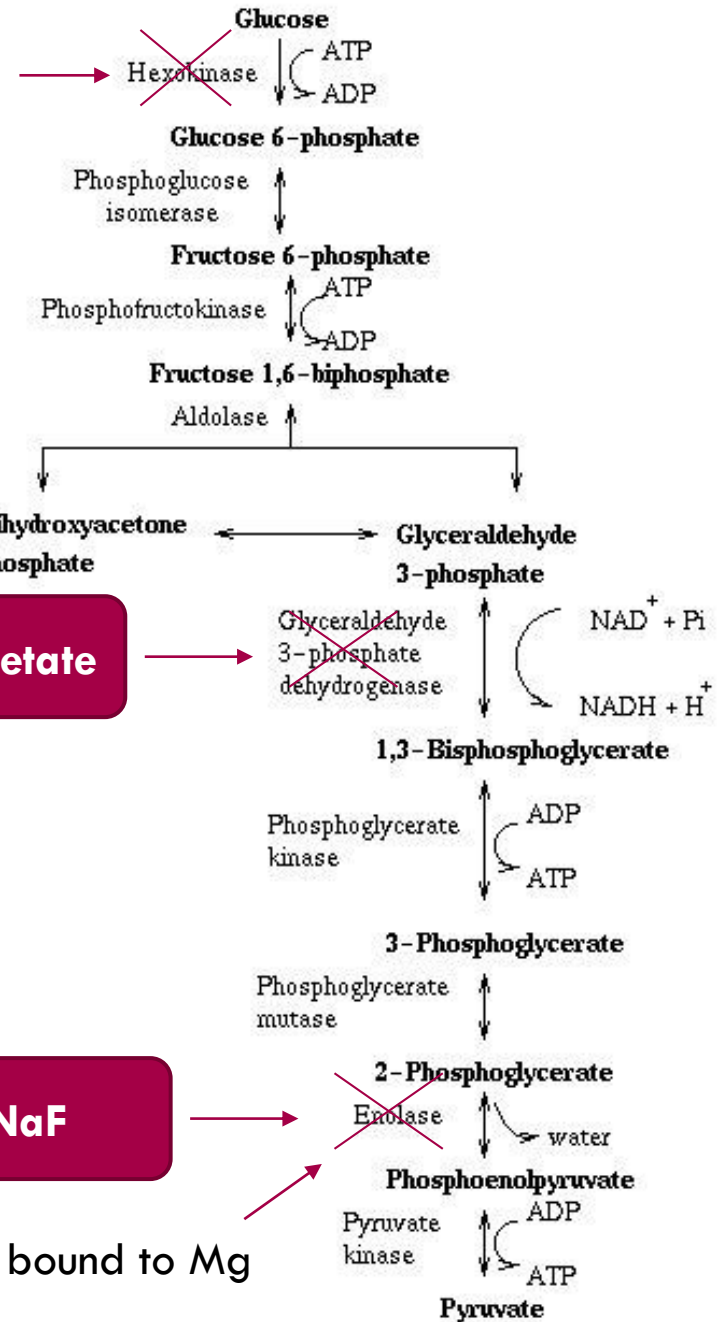 Glucose
ATP
Hexokinase
ADP
Glucose 6-phosphate
Phosphoglucose
isomerase
Fructose 6-phosphate
ATP
Phosphofructokinase
ADP
Fructose 1,6-biphosphate
Aldolase
ihydroxyacetone
Glyceraldehyde
hosphate
3-phosphate
etate
Glyceraldehyde
3-phosphate
dehydrogenase
NAD+ + Pi
NADH + H+
1,3-Bisphosphoglycerate
Phosphoglycerate
kinase
ADP
ATP
3-Phosphoglycerate
Phosphoglycerate
mutase
2-Phosphoglycerate
NaF
Enolase
water
Phosphoenolpyruvate
bound to Mg
Pyruvate
kinase
ADP
ATP
Pyruvate